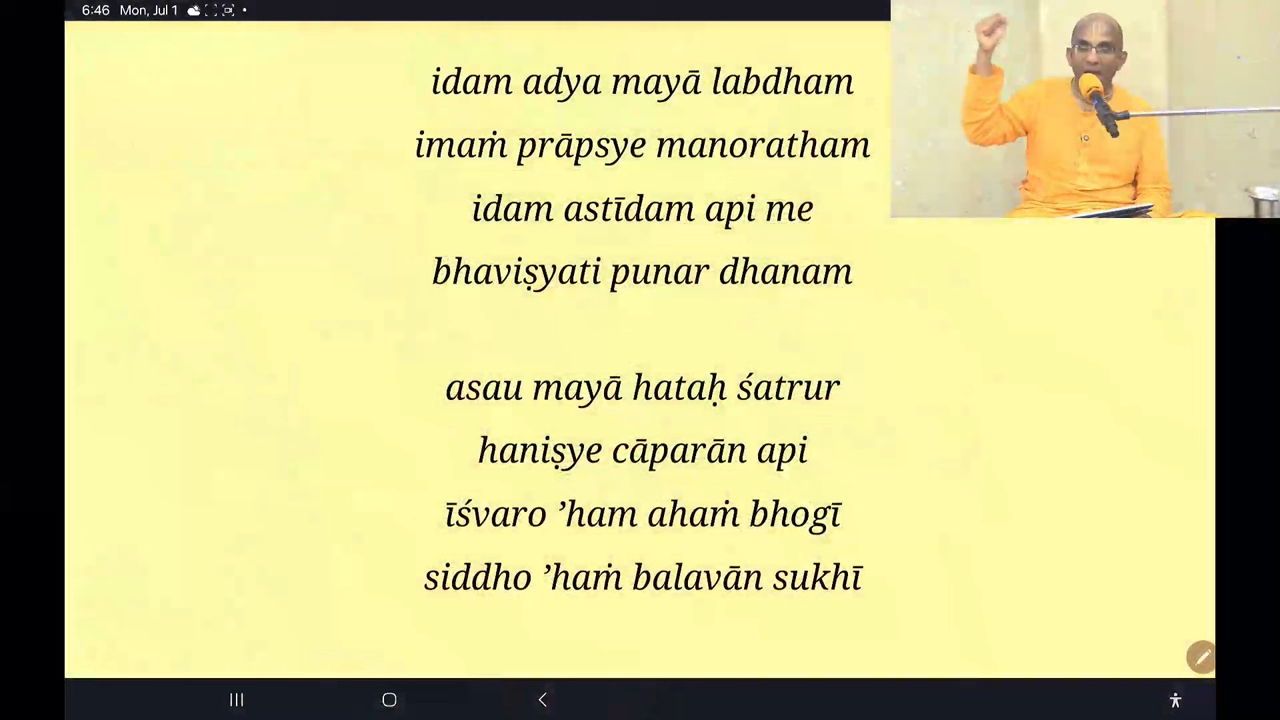 6:46 Mon, Jul 1
idam adya mayā labdham
imaṁ prāpsye manoratham
idam astīdam api me
bhaviṣyati punar dhanam
asau mayā hataḥ śatrur
haniṣye cāparān api
īśvaro ’ham ahaṁ bhogī
siddho ’haṁ balavān sukhī